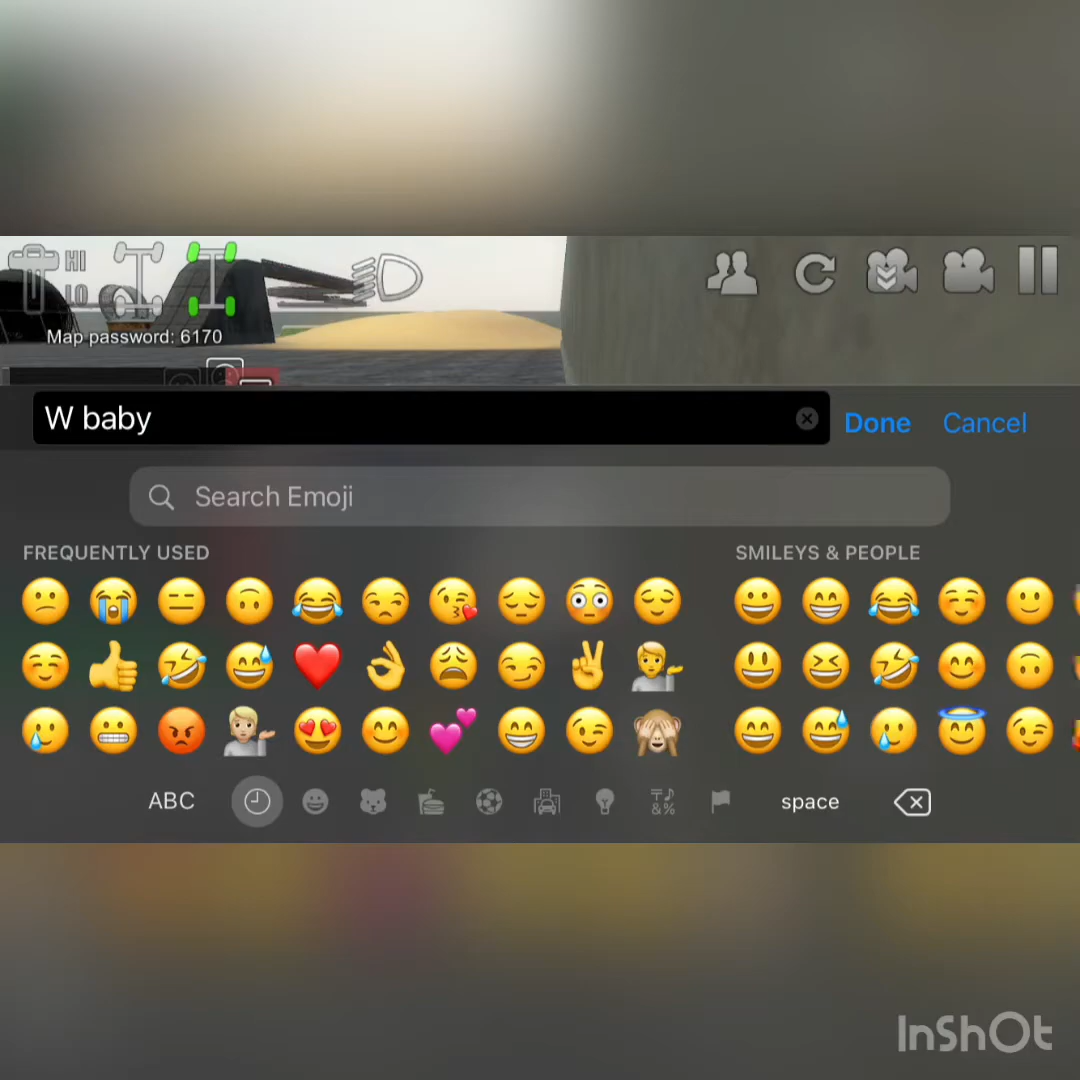 HI
LO
Map password: 6170
W baby
Done
Cancel
Search Emoji
FREQUENTLY USED
SMILEYS & PEOPLE
ABC
space
InShOt